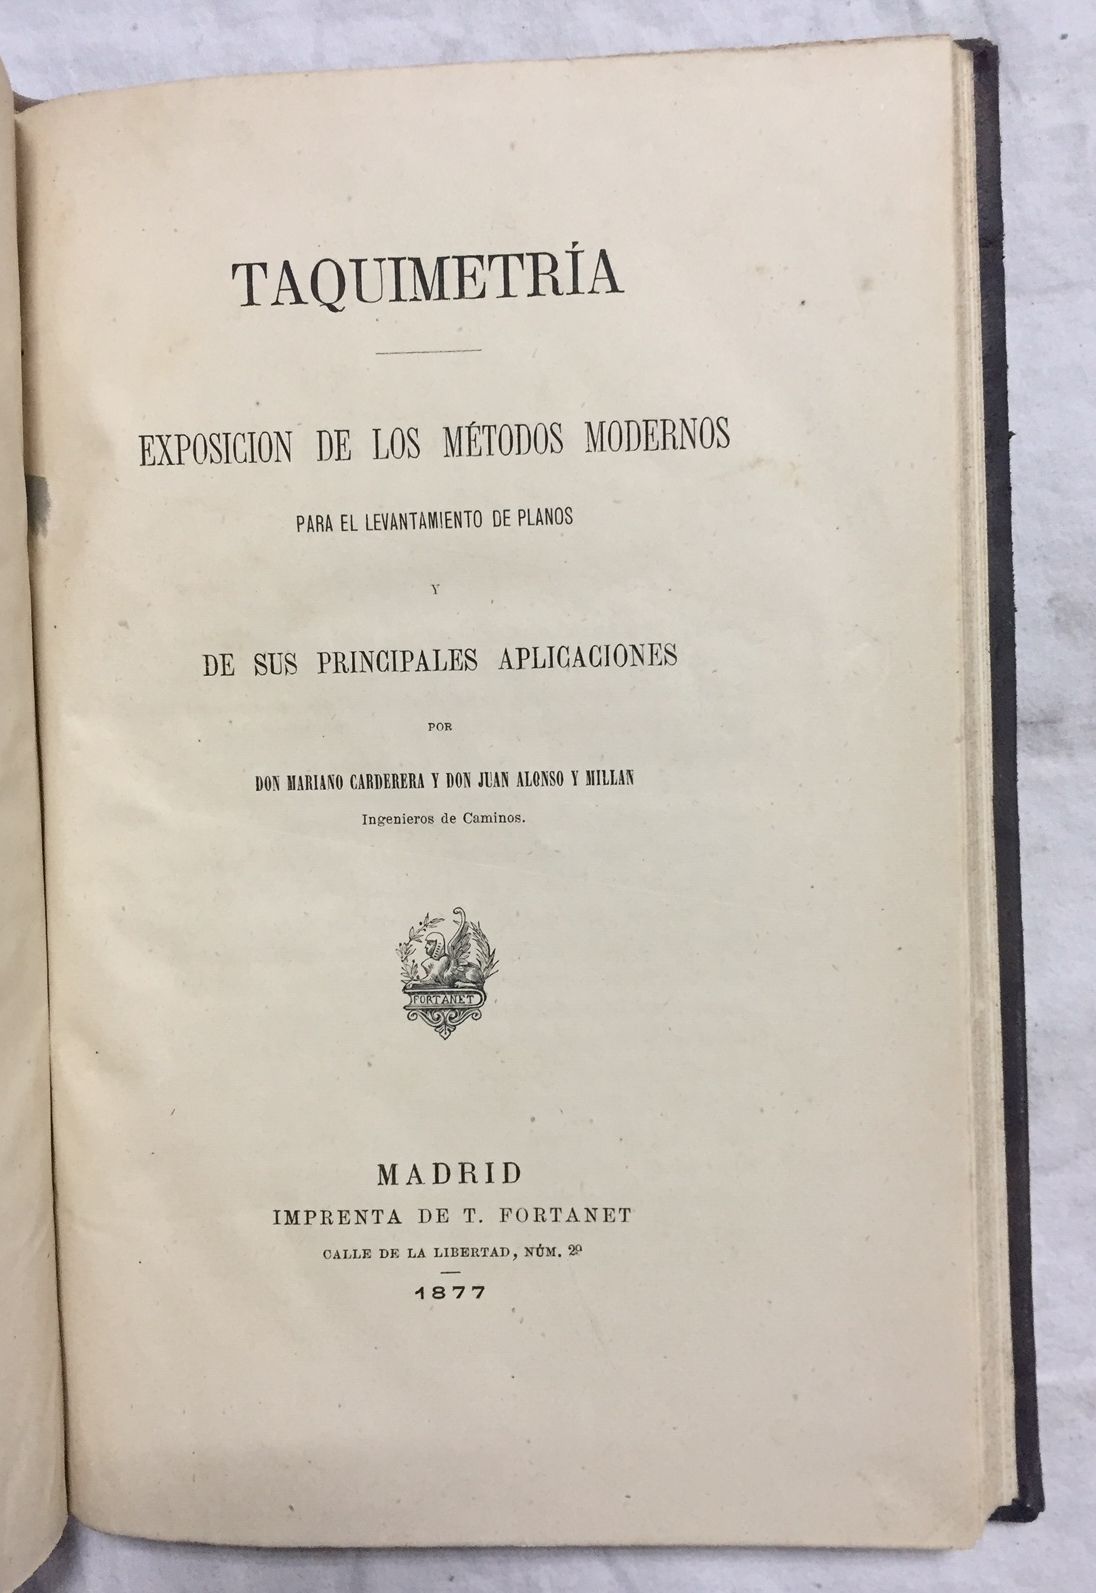 TAQUIMETRÍA
EXPOSICION DE LOS MÉTODOS MODERNOS
PARA EL LEVANTAMIENTO DE PLANOS
Y
DE SUS PRINCIPALES APLICACIONES
POR
DON MARIANO CARDERERA Y DON JUAN ALONSO Y MILLAN
Ingenieros de Caminos.
FORTANET
MADRID
IMPRENTA DE T. FORTANET
CALLE DE LA LIBERTAD, NÚM. 29
1877